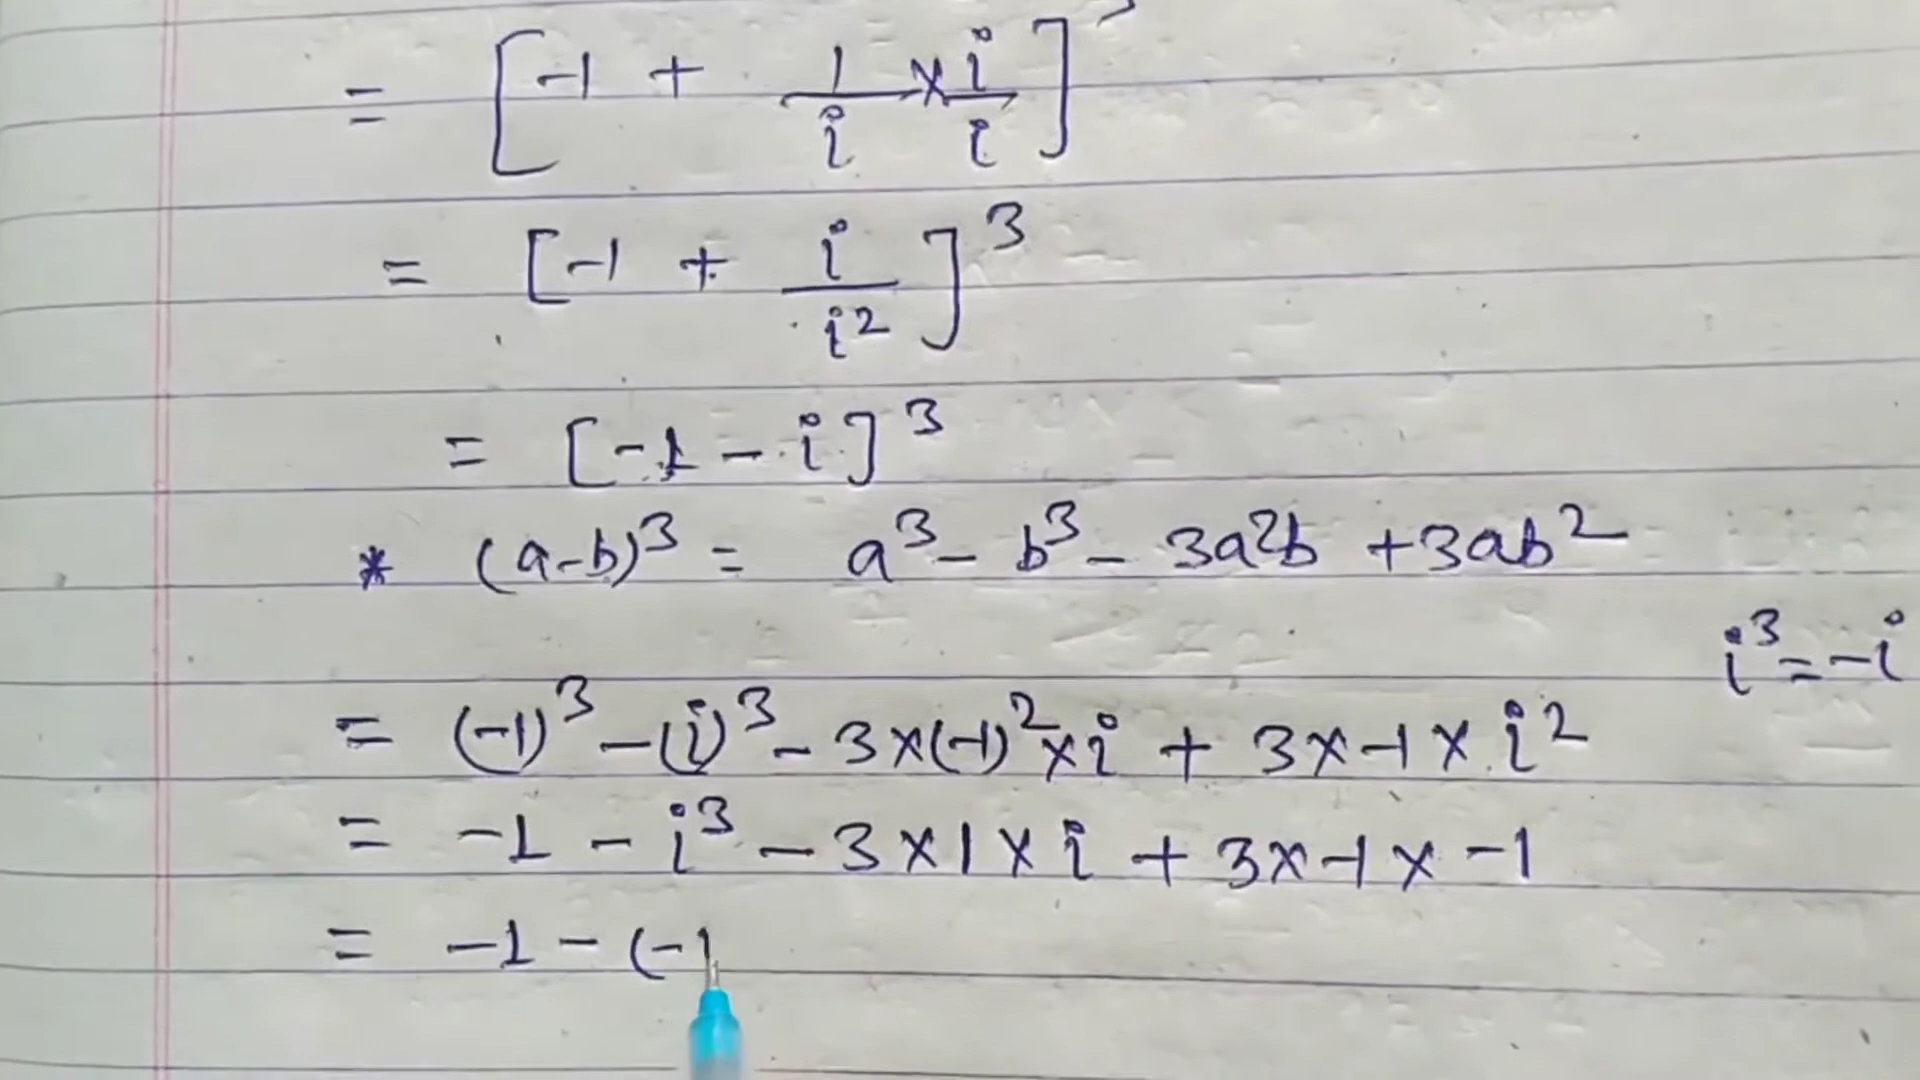 = [-1 + 1/i × i/i]³
= [-1 + i/i²]³
= [-1 - i]³
* (a-b)³ = a³ - b³ - 3a²b + 3ab²
i³ = -i
= (-1)³ - (i)³ - 3×(-1)²×i + 3×-1×i²
= -1 - i³ - 3×1×i + 3×-1×-1
= -1 - (-1